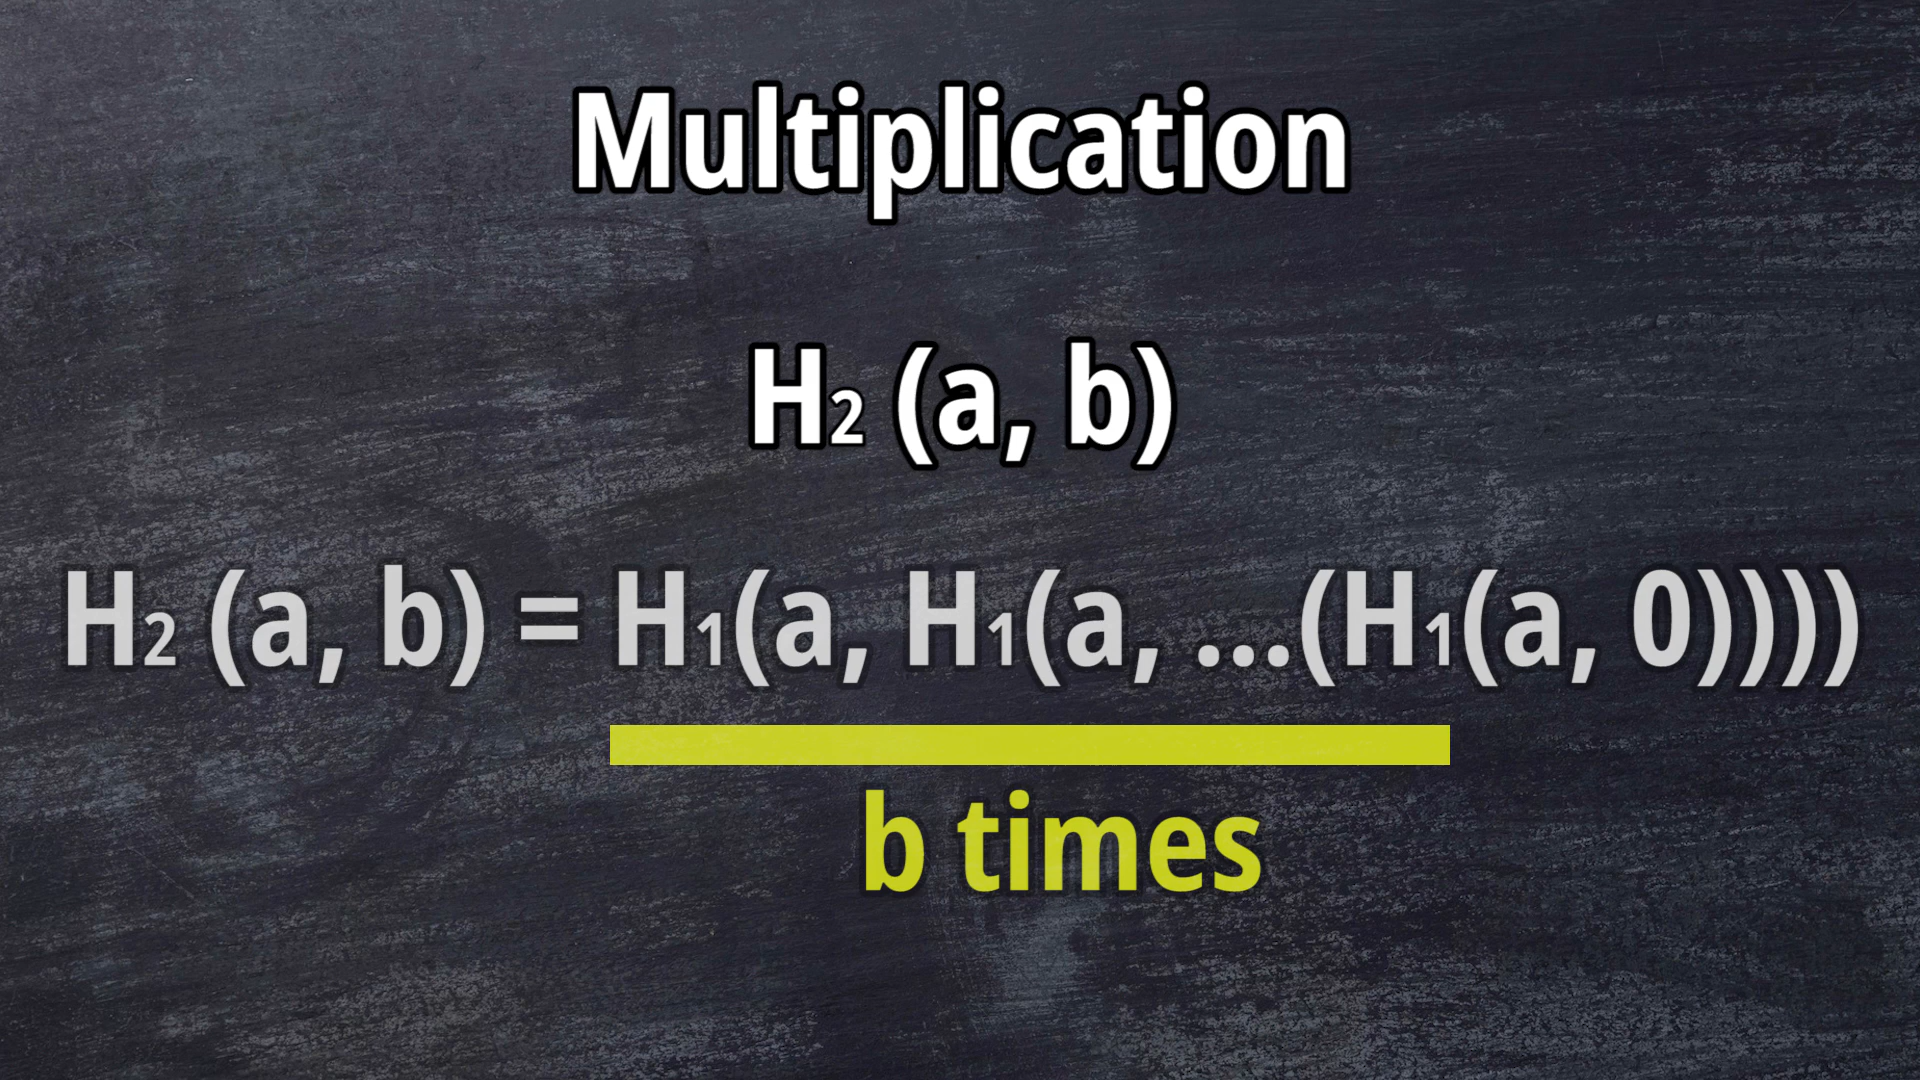 Multiplication
H₂ (a, b)
H₂ (a, b) = H₁(a, H₁(a, ...(H₁(a, 0))))
b times